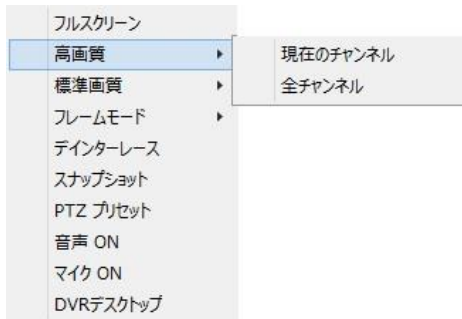 フルスクリーン
高画質
現在のチャンネル
標準画質
全チャンネル
フレームモード
デインターレース
スナップショット
PTZ プリセット
音声 ON
マイク ON
DVRデスクトップ